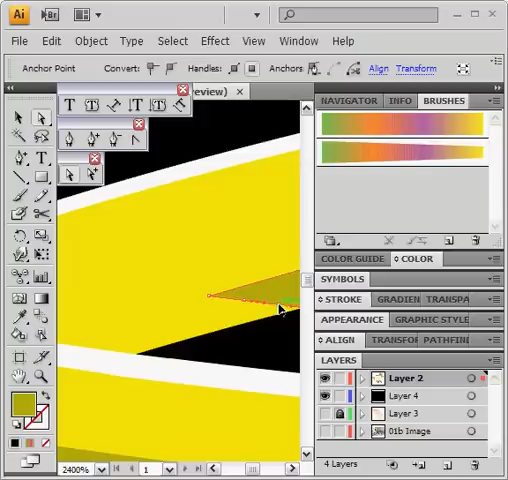 Ai Br
File Edit Object Type Select Effect View Window Help
Anchor Point Convert: Handles: Anchors: Align Transform
review)
NAVIGATOR INFO BRUSHES
COLOR GUIDE COLOR
SYMBOLS
STROKE GRADIEN TRANSPA
APPEARANCE GRAPHIC STYLE
ALIGN TRANSFOR PATHFIN
LAYERS
Layer 2
Layer 4
Layer 3
01b Image
2400% 1
4 Layers